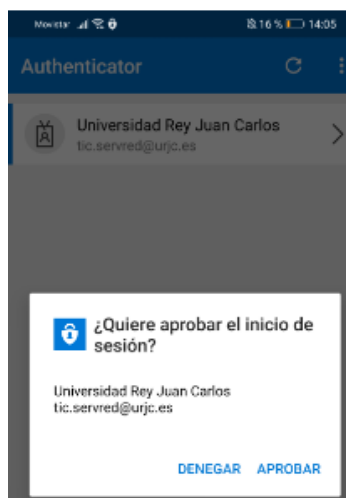 Movistar 16 % 14:05
Authenticator
Universidad Rey Juan Carlos
tic.servred@urjc.es
¿Quiere aprobar el inicio de
sesión?
Universidad Rey Juan Carlos
tic.servred@urjc.es
DENEGAR APROBAR